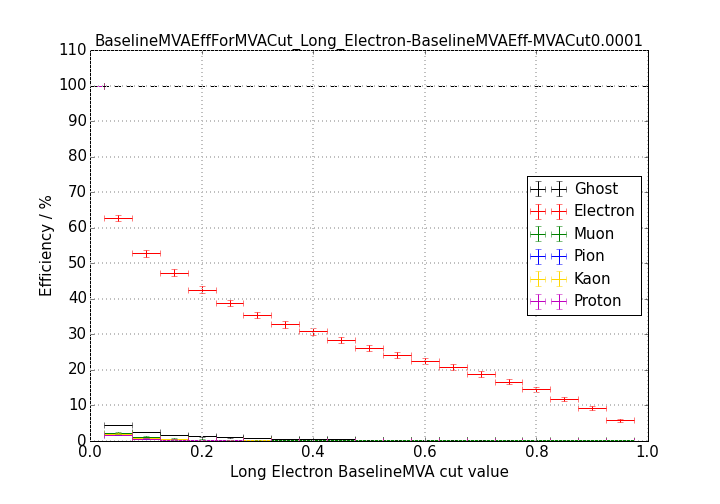 BaselineMVAEffForMVACut_Long_Electron-BaselineMVAEff-MVACut0.0001
110
100
90
80
70
60
50
40
30
20
10
0
Efficiency / %
Ghost
Electron
Muon
Pion
Kaon
Proton
0.0 0.2 0.4 0.6 0.8 1.0
Long Electron BaselineMVA cut value